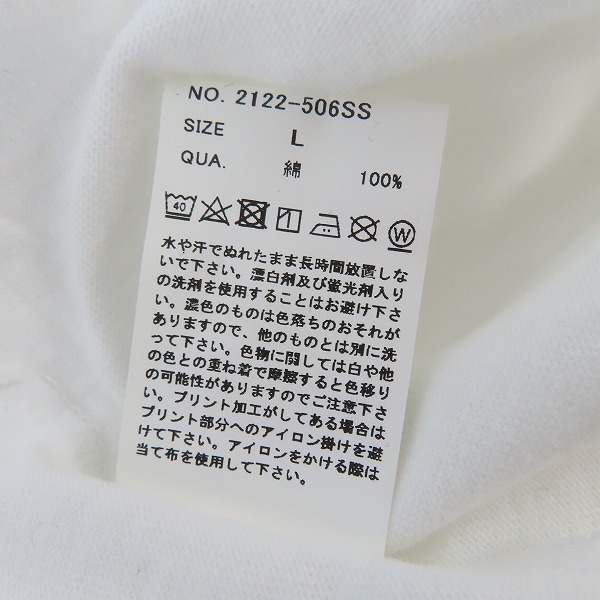 NO. 2122-506SS
SIZE L
QUA. 綿 100%
40 W
水や汗でぬれたまま長時間放置しな
いで下さい。漂白剤及び蛍光剤入り
の洗剤を使用することはお避け下さ
い。濃色のものは色落ちのおそれが
ありますので、他のものとは別に洗
って下さい。色物に関しては白や他
の色との重ね着で摩擦すると色移り
の可能性がありますのでご注意下さ
い。プリント加工がしてある場合は
プリント部分へのアイロン掛けを避
けて下さい。アイロンをかける際は
当て布を使用して下さい。